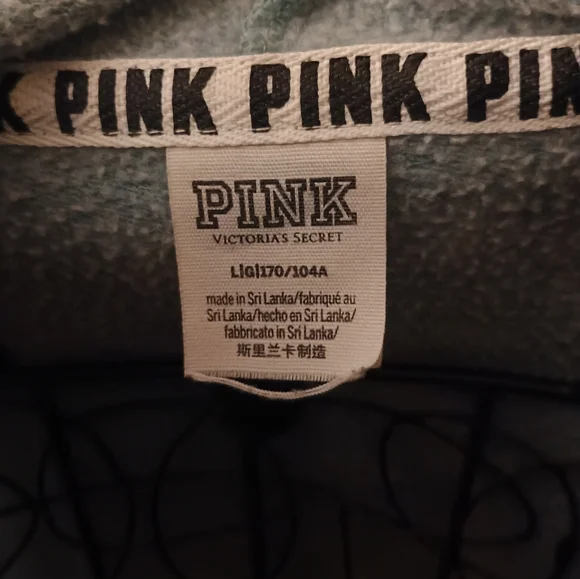 K PINK PINK PIN
PINK
VICTORIA'S SECRET
L|G|170/104A
made in Sri Lanka/fabriqué au
Sri Lanka/hecho en Sri Lanka/
fabbricato in Sri Lanka/
斯里兰卡制造